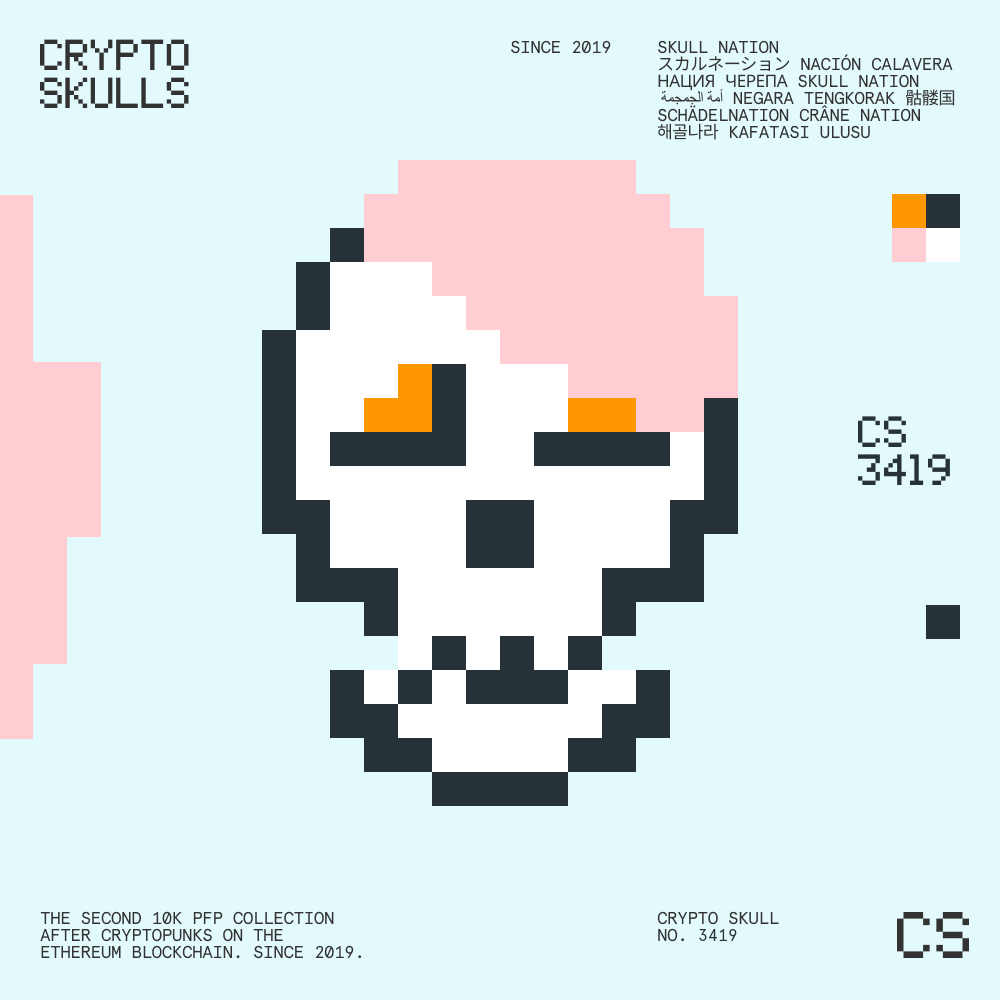 CRYPTO
SKULLS
SINCE 2019
SKULL NATION
スカルネーション NACIÓN CALAVERA
НАЦИЯ ЧЕРЕПА SKULL NATION
أمة الجمجمة NEGARA TENGKORAK 骷髅国
SCHÄDELNATION CRÂNE NATION
해골나라 KAFATASI ULUSU
CS
3419
THE SECOND 10K PFP COLLECTION
AFTER CRYPTOPUNKS ON THE
ETHEREUM BLOCKCHAIN. SINCE 2019.
CRYPTO SKULL
NO. 3419
CS